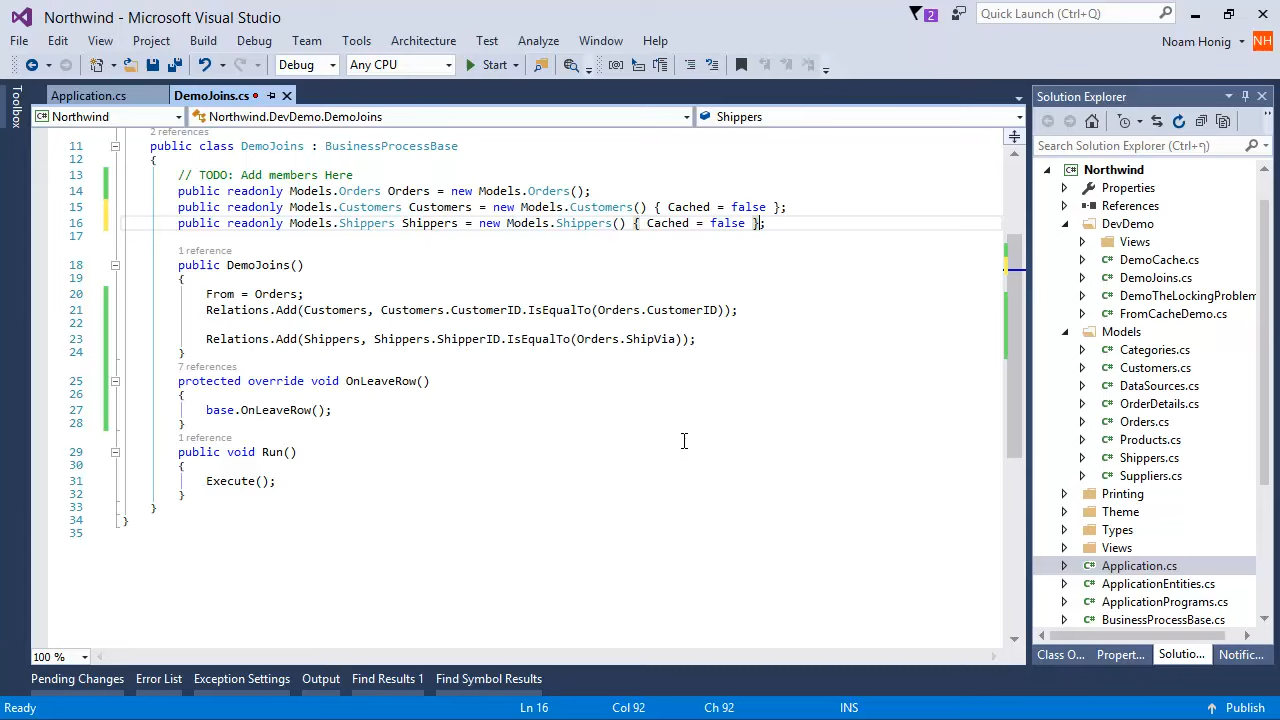 Northwind - Microsoft Visual Studio
2
Quick Launch (Ctrl+Q)
File Edit View Project Build Debug Team Tools Architecture Test Analyze Window Help
Noam Honig NH
Debug Any CPU Start
Toolbox
Application.cs DemoJoins.cs
Northwind Northwind.DevDemo.DemoJoins Shippers
2 references
11 public class DemoJoins : BusinessProcessBase
12 {
13 // TODO: Add members Here
14 public readonly Models.Orders Orders = new Models.Orders();
15 public readonly Models.Customers Customers = new Models.Customers() { Cached = false };
16 public readonly Models.Shippers Shippers = new Models.Shippers() { Cached = false };
17
1 reference
18 public DemoJoins()
19 {
20 From = Orders;
21 Relations.Add(Customers, Customers.CustomerID.IsEqualTo(Orders.CustomerID));
22
23 Relations.Add(Shippers, Shippers.ShipperID.IsEqualTo(Orders.ShipVia));
24 }
7 references
25 protected override void OnLeaveRow()
26 {
27 base.OnLeaveRow();
28 }
1 reference
29 public void Run()
30 {
31 Execute();
32 }
33 }
34 }
35
100 %
Solution Explorer
Search Solution Explorer (Ctrl+ף)
Northwind
Properties
References
DevDemo
Views
DemoCache.cs
DemoJoins.cs
DemoTheLockingProblem
FromCacheDemo.cs
Models
Categories.cs
Customers.cs
DataSources.cs
OrderDetails.cs
Orders.cs
Products.cs
Shippers.cs
Suppliers.cs
Printing
Theme
Types
Views
Application.cs
ApplicationEntities.cs
ApplicationPrograms.cs
BusinessProcessBase.cs
Class O... Propert... Solutio... Notific...
Pending Changes Error List Exception Settings Output Find Results 1 Find Symbol Results
Ready Ln 16 Col 92 Ch 92 INS Publish